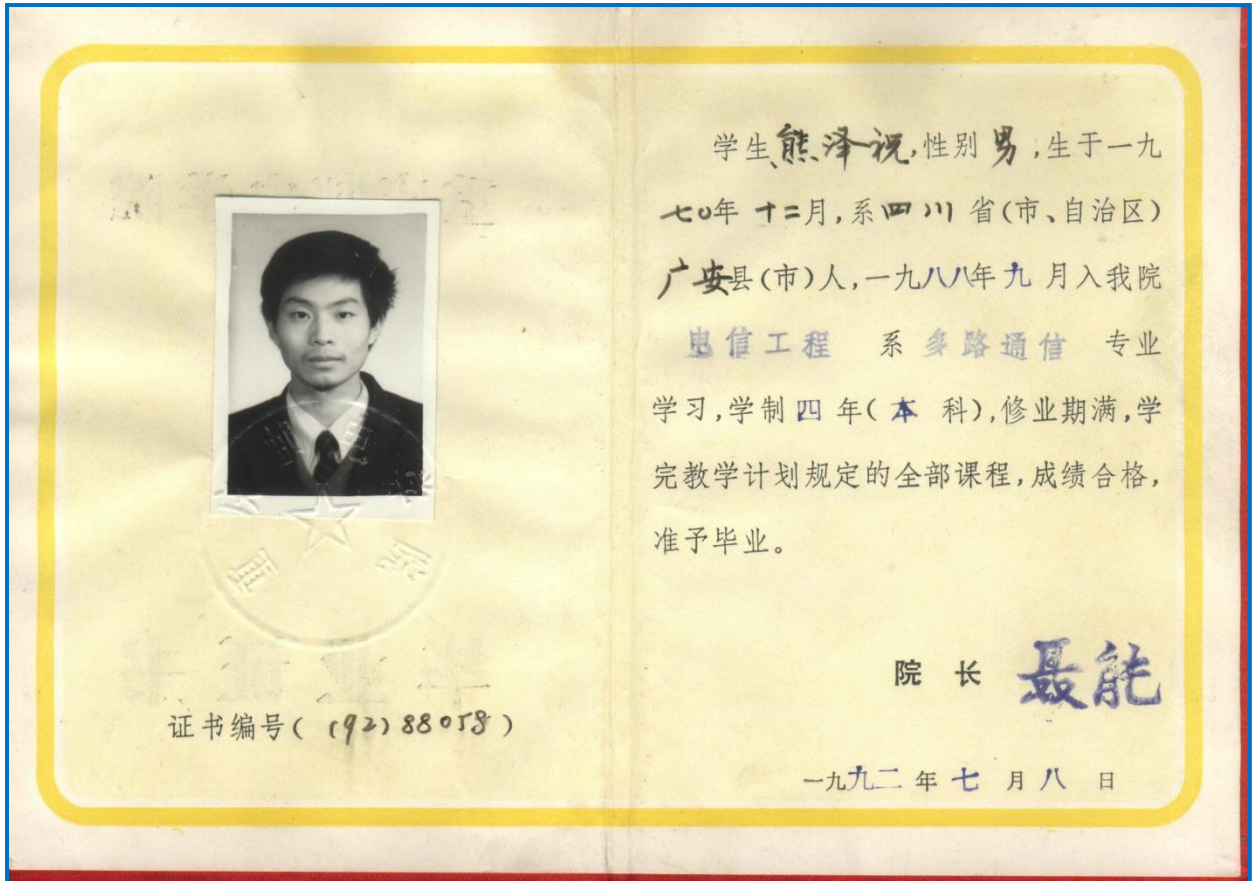 证书编号((92)88058)
学生熊泽祝,性别男,生于一九
七〇年十二月,系四川省(市、自治区)
广安县(市)人,一九八八年九月入我院
电信工程系多路通信专业
学习,学制四年(本科),修业期满,学
完教学计划规定的全部课程,成绩合格,
准予毕业。
院长 聂能
一九九二年七月八日